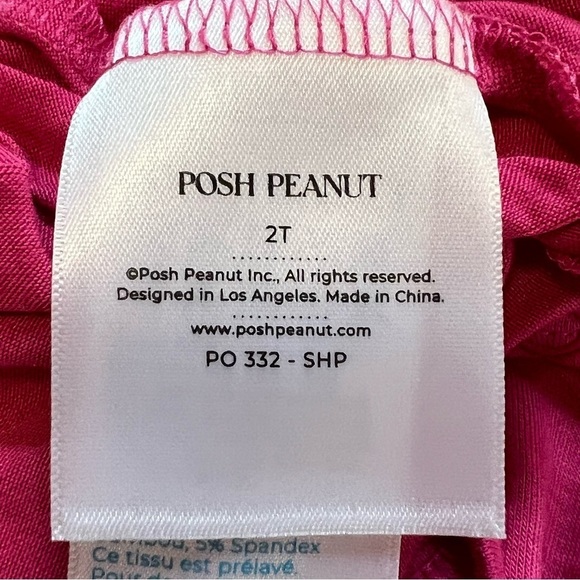 POSH PEANUT
2T
©Posh Peanut Inc., All rights reserved.
Designed in Los Angeles. Made in China.
www.poshpeanut.com
PO 332 - SHP
5% Spandex
Ce tissu est prélavé.
Pour